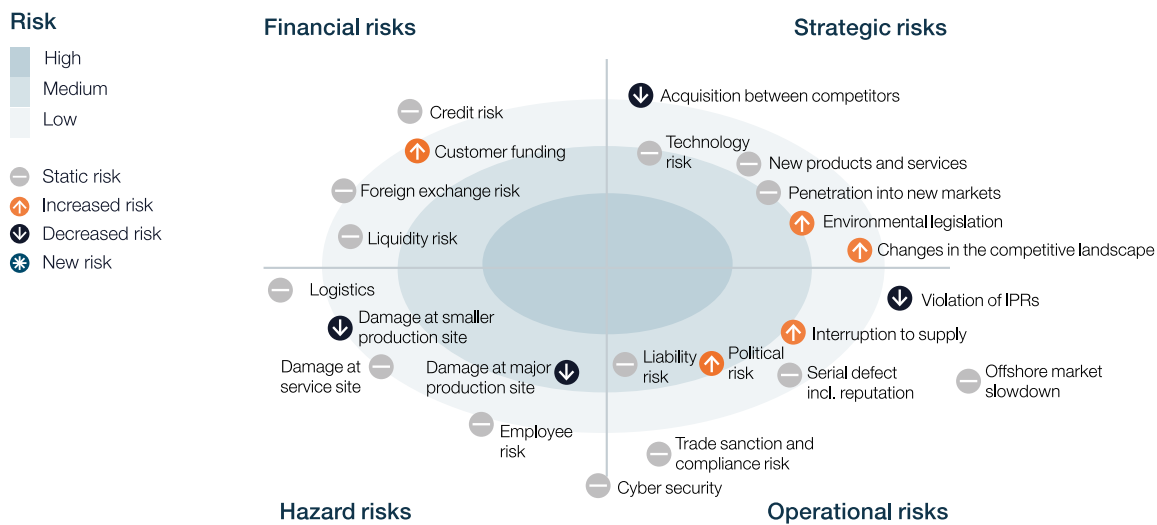 Risk
High
Medium
Low
Static risk
Increased risk
Decreased risk
New risk
Financial risks
Strategic risks
Credit risk
Customer funding
Foreign exchange risk
Liquidity risk
Acquisition between competitors
Technology
risk
New products and services
Penetration into new markets
Environmental legislation
Changes in the competitive landscape
Logistics
Damage at smaller
production site
Damage at
service site
Damage at major
production site
Employee
risk
Violation of IPRs
Interruption to supply
Liability
risk
Political
risk
Serial defect
incl. reputation
Offshore market
slowdown
Trade sanction and
compliance risk
Cyber security
Hazard risks
Operational risks